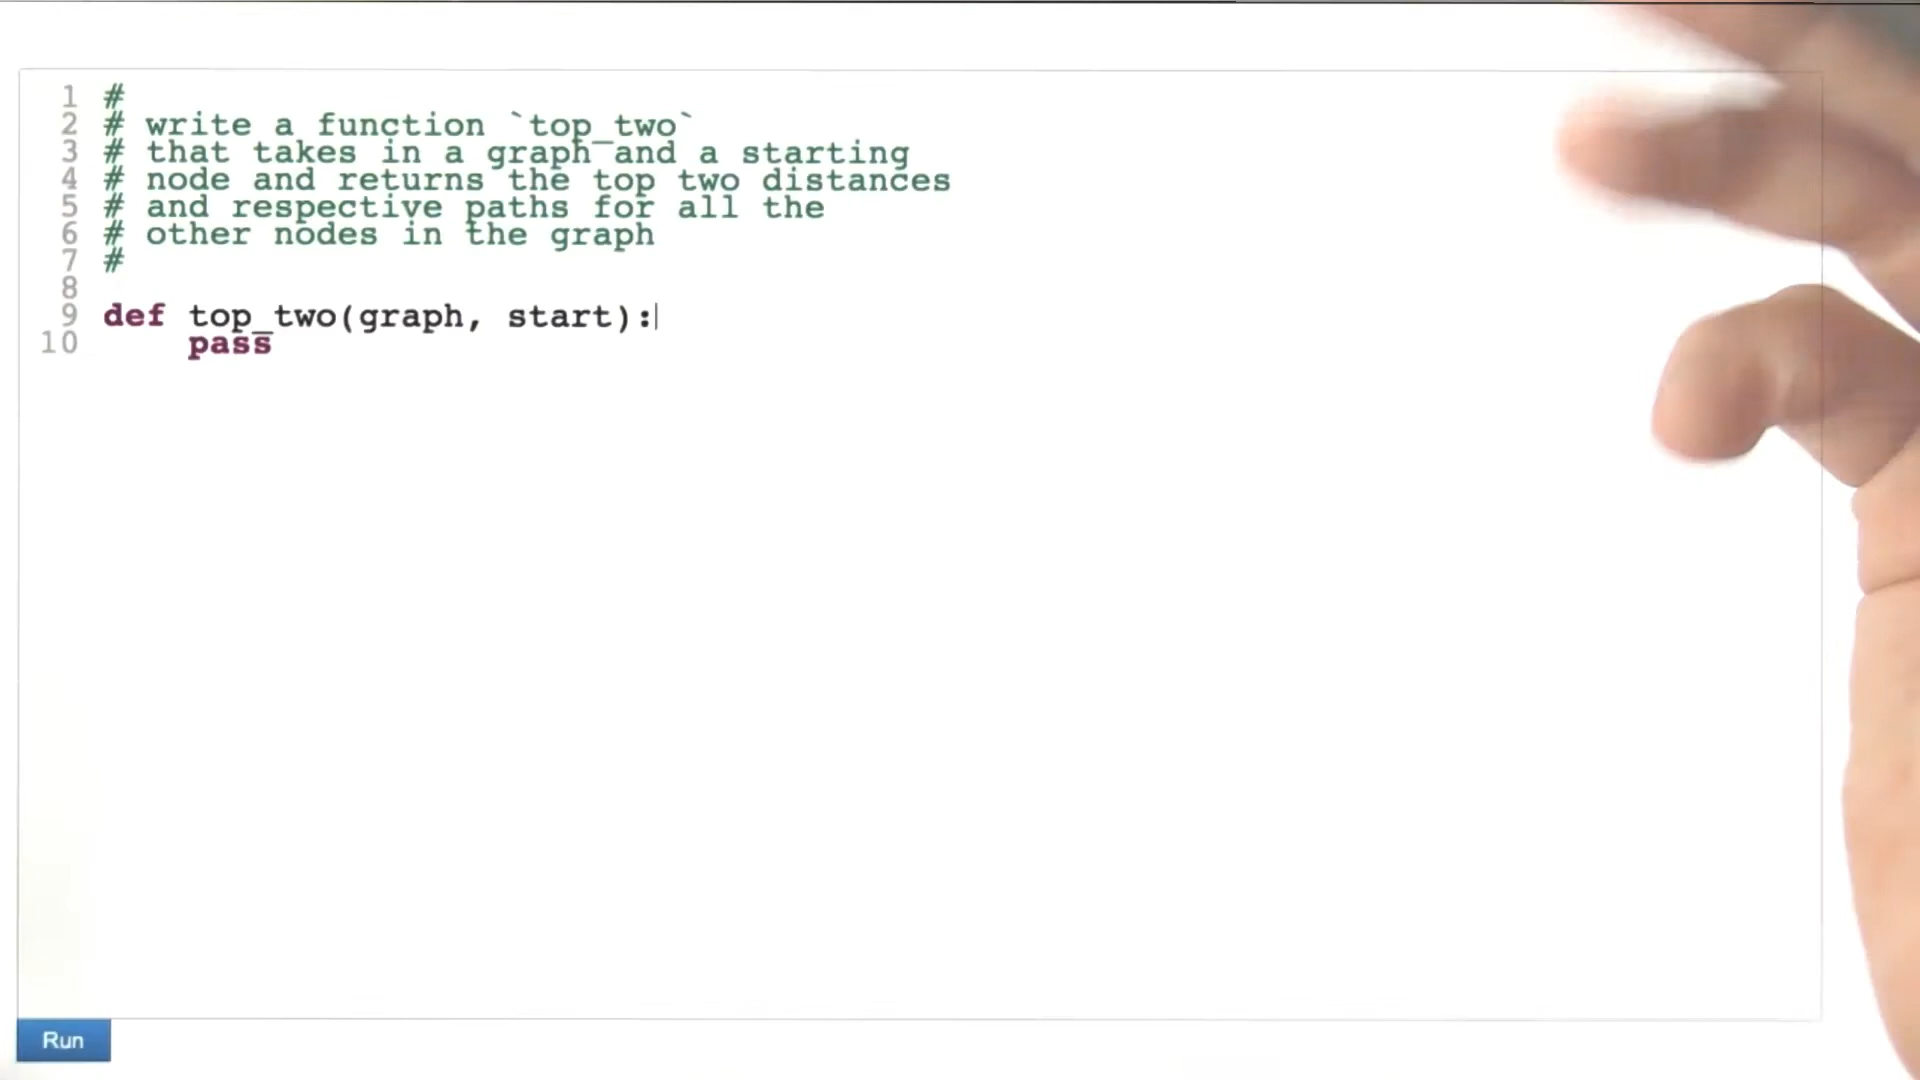 1 #
2 # write a function `top_two`
3 # that takes in a graph and a starting
4 # node and returns the top two distances
5 # and respective paths for all the
6 # other nodes in the graph
7 #
8
9 def top_two(graph, start):
10 pass
Run